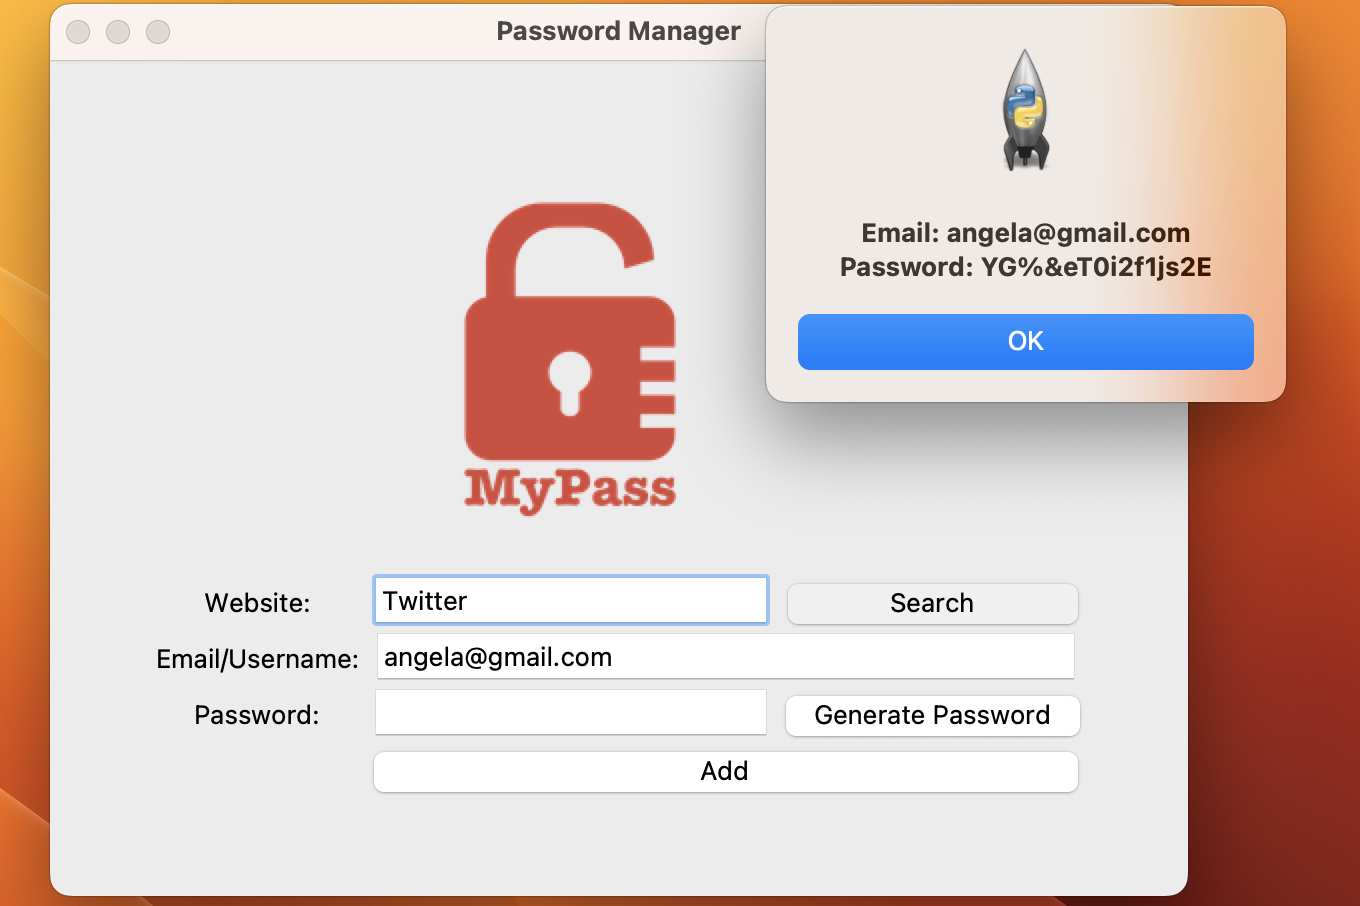 Password Manager
Email: angela@gmail.com
Password: YG%&eT0i2f1js2E
OK
MyPass
Website:
Twitter
Search
Email/Username:
angela@gmail.com
Password:
Generate Password
Add